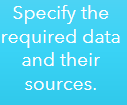 Specify the
required data
and their
sources.